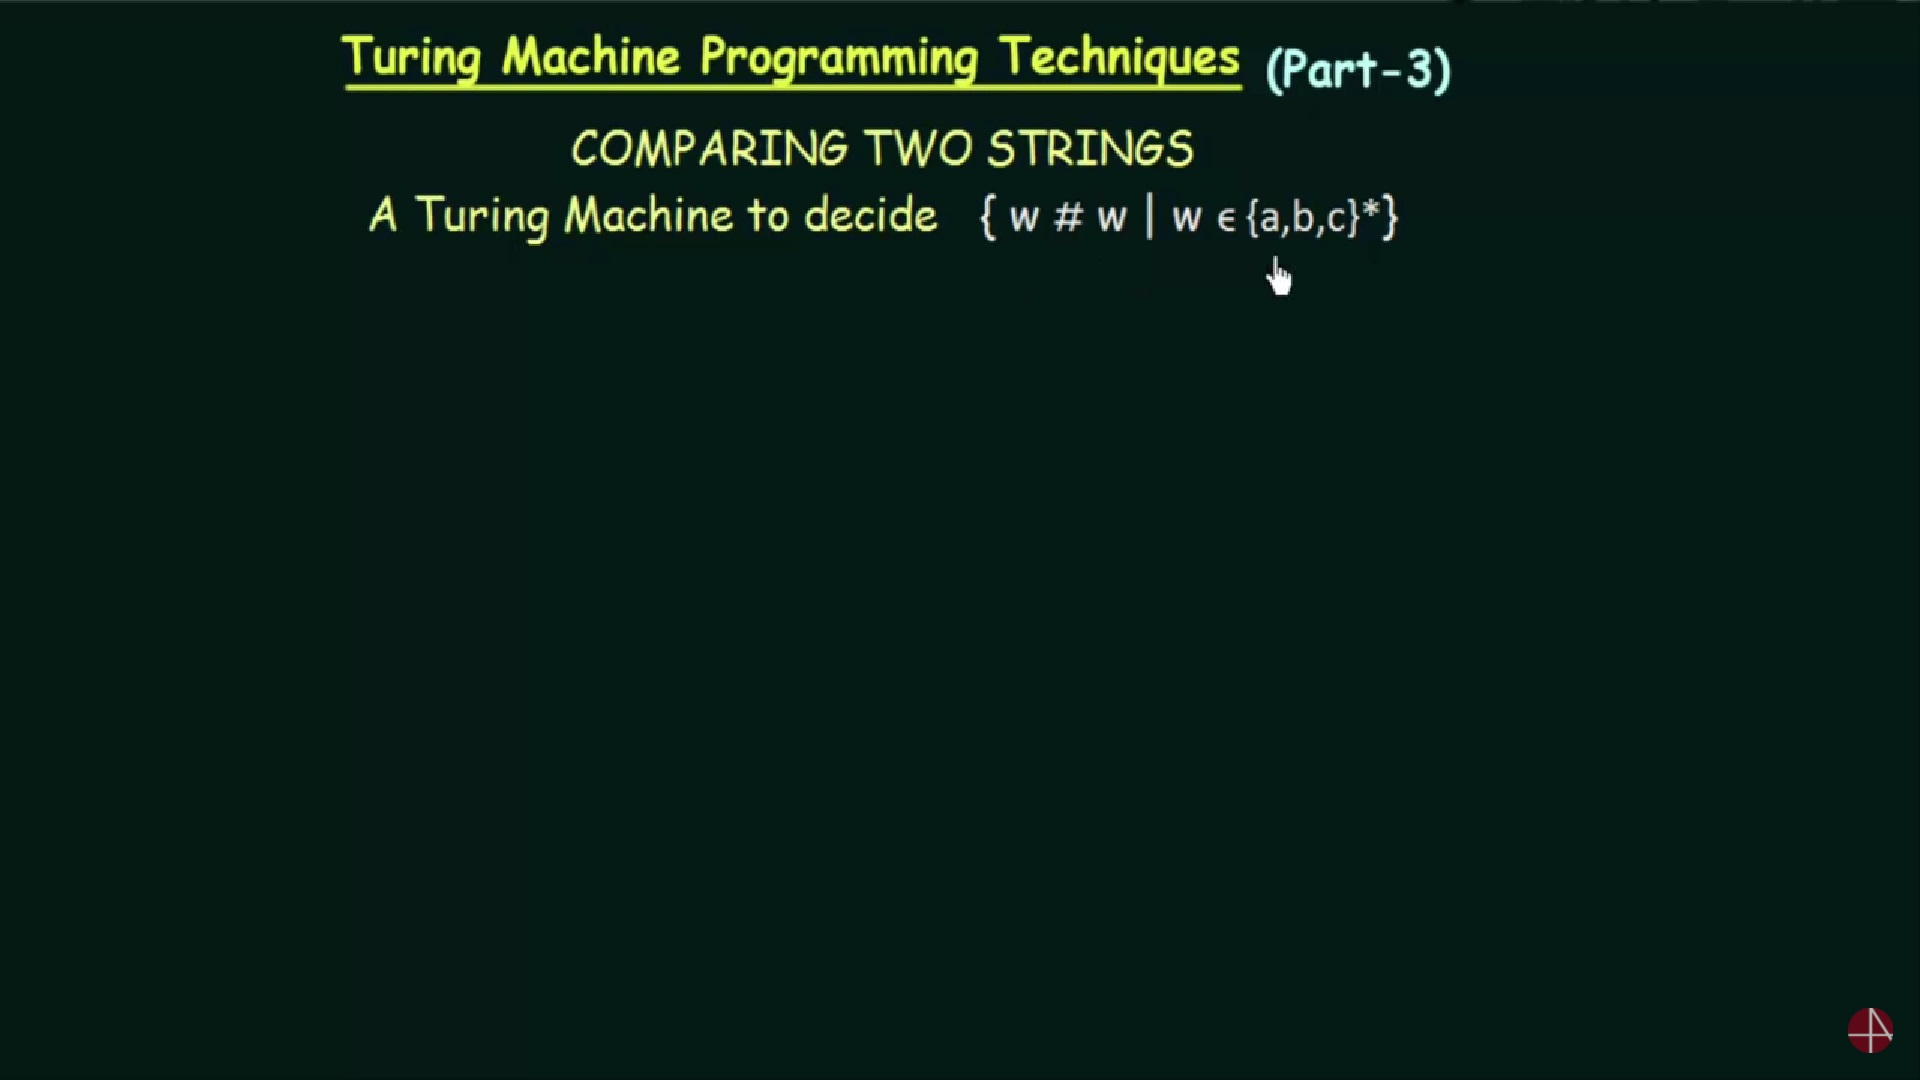 Turing Machine Programming Techniques (Part-3)
COMPARING TWO STRINGS
A Turing Machine to decide { w # w | w ϵ {a,b,c}*}